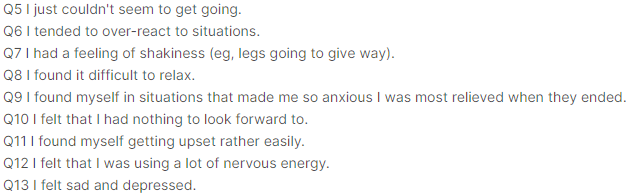 Q5 I just couldn't seem to get going.
Q6 I tended to over-react to situations.
Q7 I had a feeling of shakiness (eg, legs going to give way).
Q8 I found it difficult to relax.
Q9 I found myself in situations that made me so anxious I was most relieved when they ended.
Q10 I felt that I had nothing to look forward to.
Q11 I found myself getting upset rather easily.
Q12 I felt that I was using a lot of nervous energy.
Q13 I felt sad and depressed.